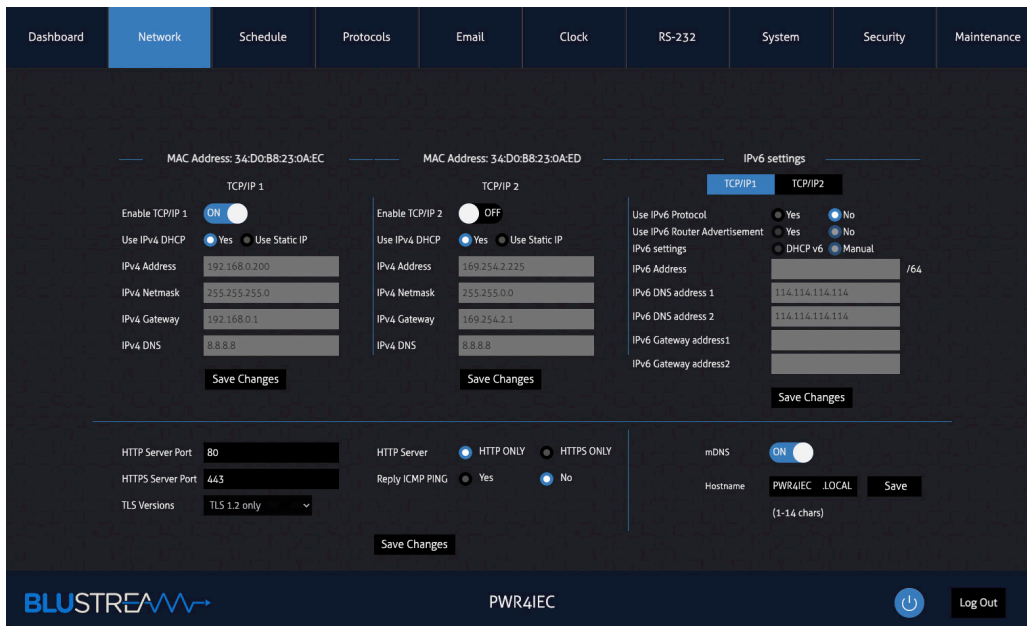 Dashboard Network Schedule Protocols Email Clock RS-232 System Security Maintenance
MAC Address: 34:D0:B8:23:0A:EC MAC Address: 34:D0:B8:23:0A:ED IPv6 settings
TCP/IP 1 TCP/IP 2 TCP/IP1 TCP/IP2
Enable TCP/IP 1 ON Enable TCP/IP 2 OFF Use IPv6 Protocol Yes No
Use IPv4 DHCP Yes Use Static IP Use IPv4 DHCP Yes Use Static IP Use IPv6 Router Advertisement Yes No
IPv6 settings DHCP v6 Manual
IPv4 Address 192.168.0.200 IPv4 Address 169.254.2.225 IPv6 Address /64
IPv4 Netmask 255.255.255.0 IPv4 Netmask 255.255.0.0 IPv6 DNS address 1 114.114.114.114
IPv4 Gateway 192.168.0.1 IPv4 Gateway 169.254.2.1 IPv6 DNS address 2 114.114.114.114
IPv4 DNS 8.8.8.8 IPv4 DNS 8.8.8.8 IPv6 Gateway address1
IPv6 Gateway address2
Save Changes Save Changes Save Changes
HTTP Server Port 80 HTTP Server HTTP ONLY HTTPS ONLY mDNS ON
HTTPS Server Port 443 Reply ICMP PING Yes No Hostname PWR4IEC .LOCAL Save
TLS Versions TLS 1.2 only (1-14 chars)
Save Changes
BLUSTREAM PWR4IEC Log Out